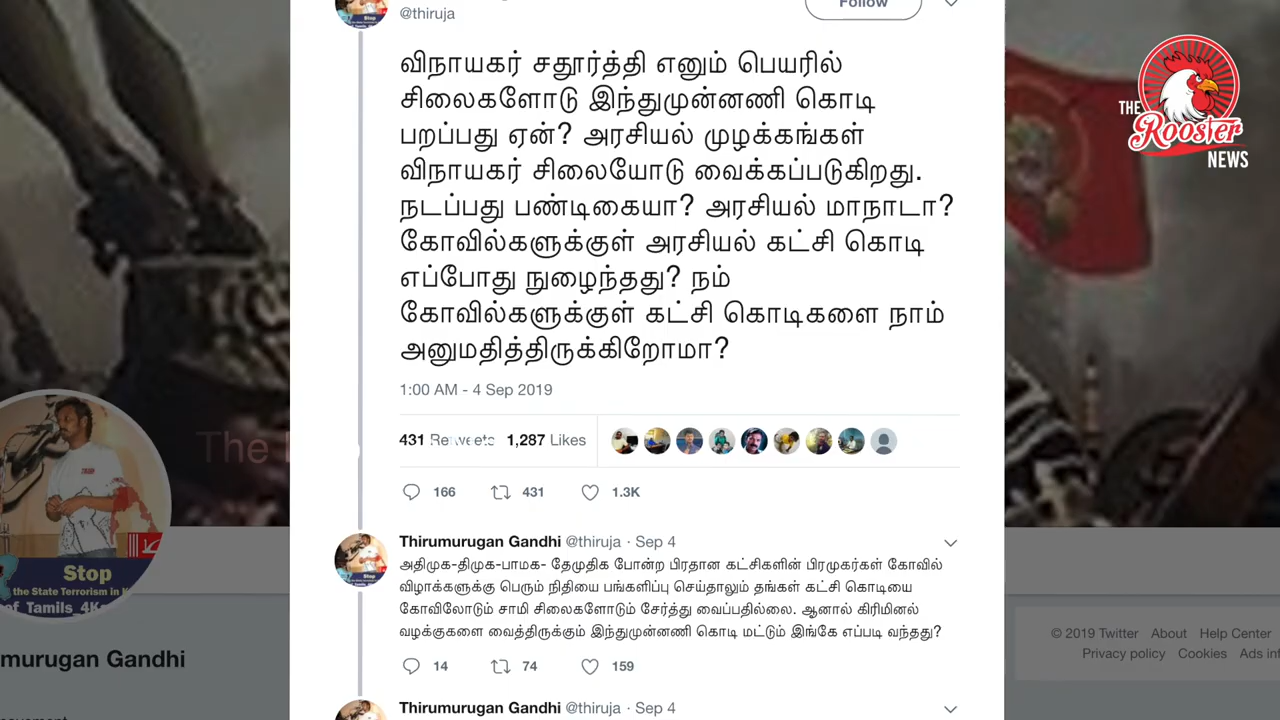 @thiruja
Follow
விநாயகர் சதூர்த்தி எனும் பெயரில்
சிலைகளோடு இந்துமுன்னணி கொடி
பறப்பது ஏன்? அரசியல் முழக்கங்கள்
விநாயகர் சிலையோடு வைக்கப்படுகிறது.
நடப்பது பண்டிகையா? அரசியல் மாநாடா?
கோவில்களுக்குள் அரசியல் கட்சி கொடி
எப்போது நுழைந்தது? நம்
கோவில்களுக்குள் கட்சி கொடிகளை நாம்
அனுமதித்திருக்கிறோமா?
1:00 AM - 4 Sep 2019
431 Retweets 1,287 Likes
166 431 1.3K
Thirumurugan Gandhi @thiruja · Sep 4
அதிமுக-திமுக-பாமக- தேமுதிக போன்ற பிரதான கட்சிகளின் பிரமுகர்கள் கோவில்
விழாக்களுக்கு பெரும் நிதியை பங்களிப்பு செய்தாலும் தங்கள் கட்சி கொடியை
கோவிலோடும் சாமி சிலைகளோடும் சேர்த்து வைப்பதில்லை. ஆனால் கிரிமினல்
வழக்குகளை வைத்திருக்கும் இந்துமுன்னணி கொடி மட்டும் இங்கே எப்படி வந்தது?
14 74 159
Thirumurugan Gandhi @thiruja · Sep 4
THE
Rooster
NEWS
Stop
The
Stop
the State Terrorism in
of Tamils
murugan Gandhi
© 2019 Twitter About Help Center
Privacy policy Cookies Ads